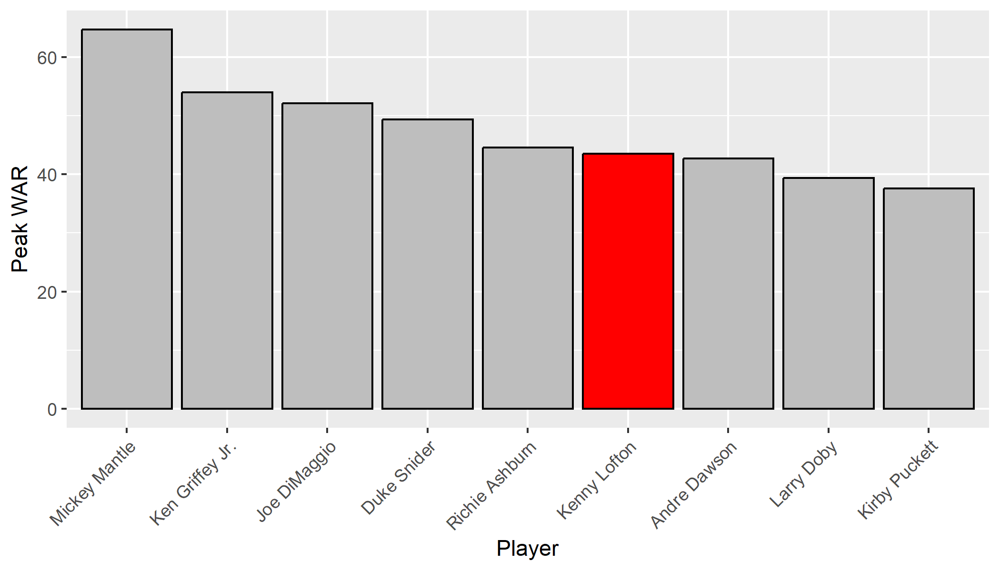 Peak WAR
60
40
20
0
Mickey Mantle
Ken Griffey Jr.
Joe DiMaggio
Duke Snider
Richie Ashburn
Kenny Lofton
Andre Dawson
Larry Doby
Kirby Puckett
Player